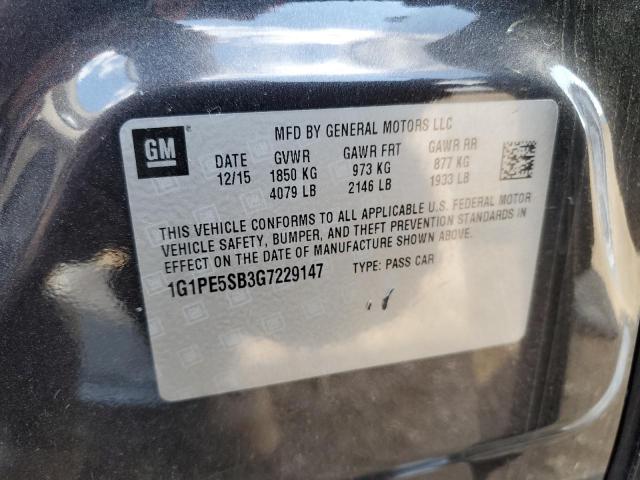 GM
MFD BY GENERAL MOTORS LLC
DATE GVWR GAWR FRT GAWR RR
12/15 1850 KG 973 KG 877 KG
4079 LB 2146 LB 1933 LB
THIS VEHICLE CONFORMS TO ALL APPLICABLE U.S. FEDERAL MOTOR
VEHICLE SAFETY, BUMPER, AND THEFT PREVENTION STANDARDS IN
EFFECT ON THE DATE OF MANUFACTURE SHOWN ABOVE.
1G1PE5SB3G7229147 TYPE: PASS CAR